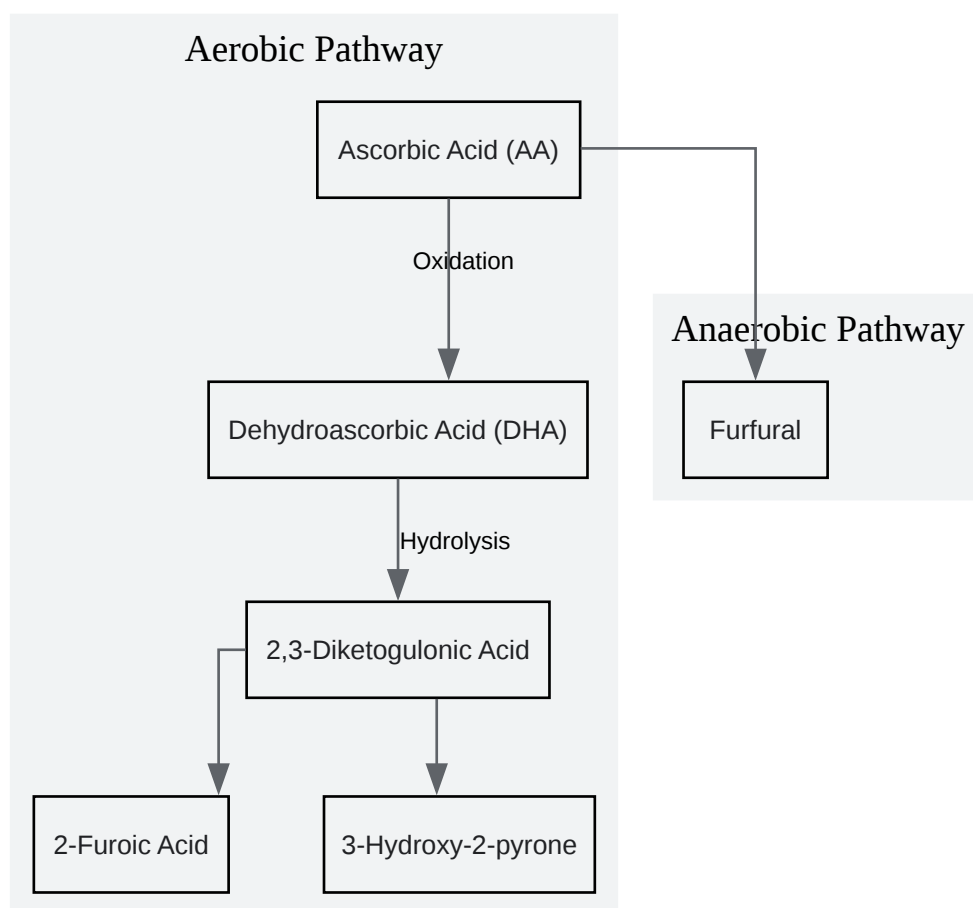 Aerobic Pathway
Ascorbic Acid (AA)
Oxidation
Anaerobic Pathway
Dehydroascorbic Acid (DHA)
Furfural
Hydrolysis
2,3-Diketogulonic Acid
2-Furoic Acid
3-Hydroxy-2-pyrone